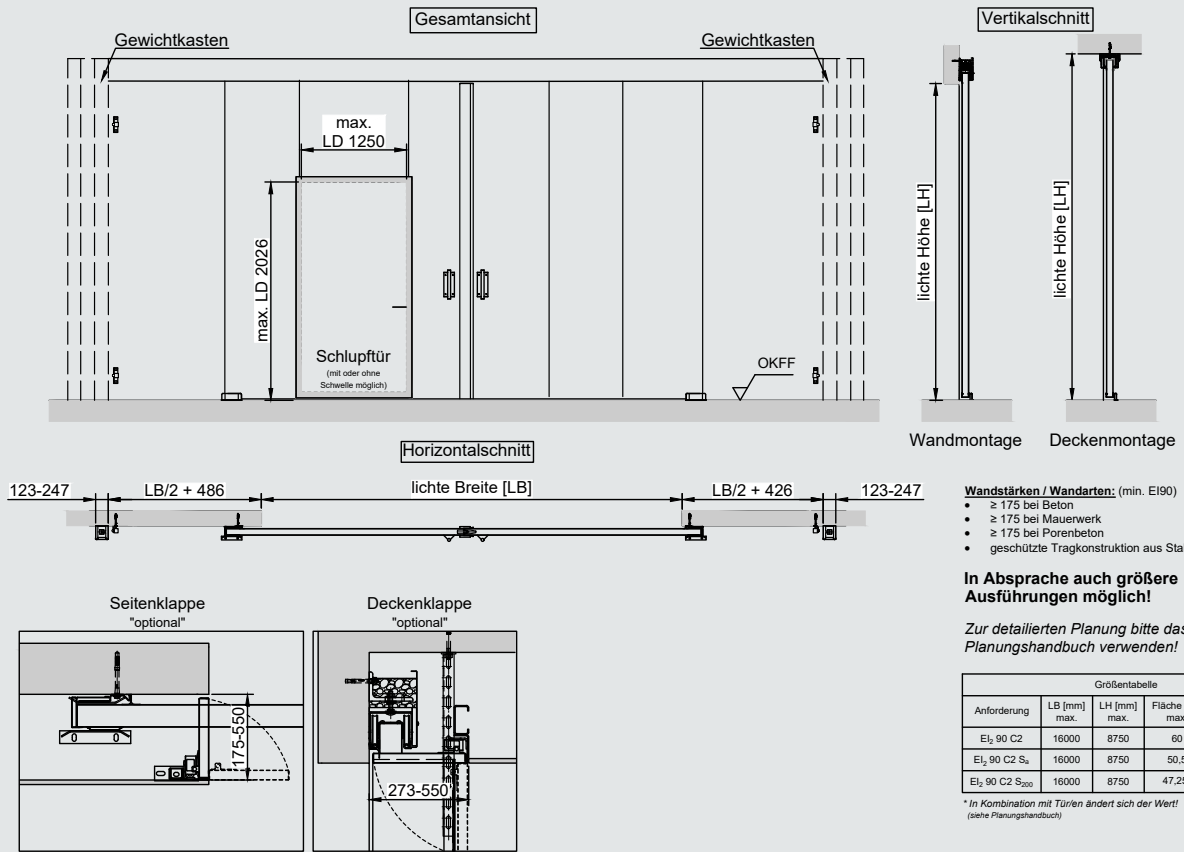 Gesamtansicht
Vertikalschnitt
Gewichtkasten
Gewichtkasten
max.
LD 1250
max. LD 2026
Schlupftür
(mit oder ohne
Schwelle möglich)
OKFF
lichte Höhe [LH]
lichte Höhe [LH]
Wandmontage
Deckenmontage
Horizontalschnitt
123-247
LB/2 + 486
lichte Breite [LB]
LB/2 + 426
123-247
Wandstärken / Wandarten: (min. EI90)
• ≥ 175 bei Beton
• ≥ 175 bei Mauerwerk
• ≥ 175 bei Porenbeton
• geschützte Tragkonstruktion aus
In Absprache auch größere
Ausführungen möglich!
Zur detailierten Planung bitte das
Planungshandbuch verwenden!
Seitenklappe
"optional"
175-550
Deckenklappe
"optional"
273-550
Größentabelle
Anforderung LB [mm] max. LH [mm] max. Fläche
EI₂ 90 C2 16000 8750 60
EI₂ 90 C2 Sₐ 16000 8750 50,5
EI₂ 90 C2 S₂₀₀ 16000 8750 47,25
* In Kombination mit Tür/en ändert sich der Wert!
(siehe Planungshandbuch)